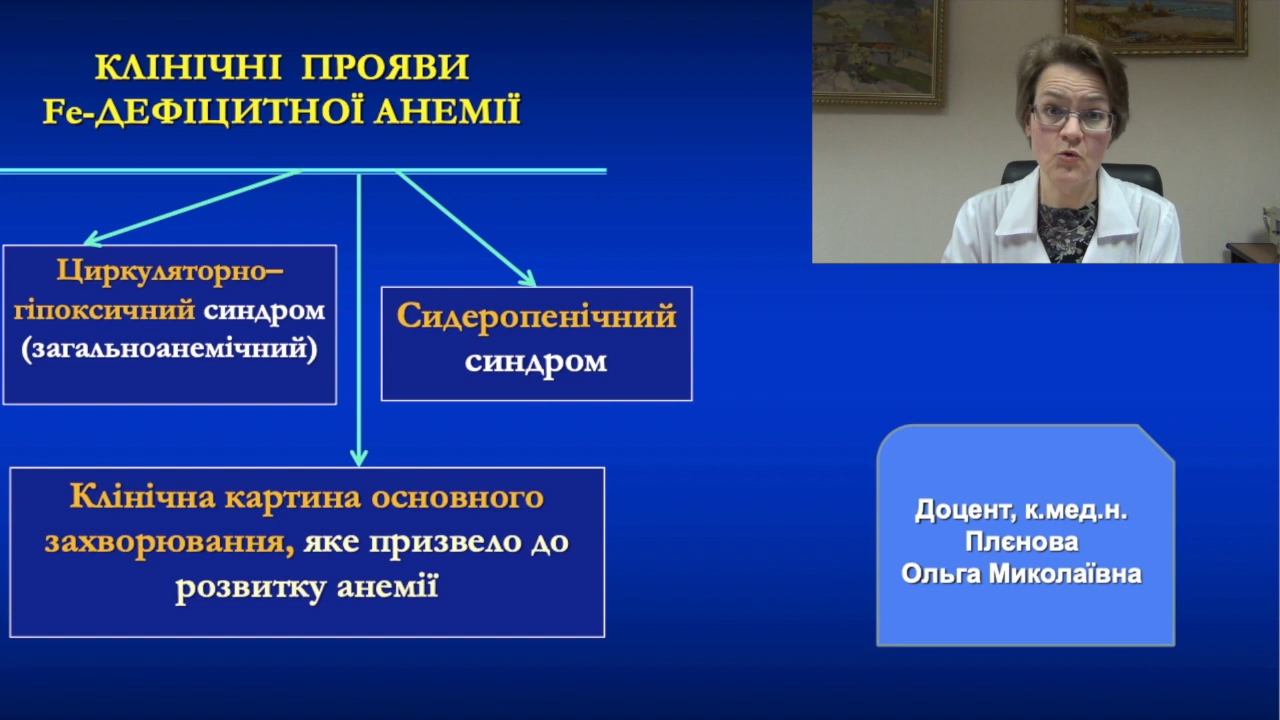 КЛІНІЧНІ ПРОЯВИ
Fe-ДЕФІЦИТНОЇ АНЕМІЇ
Циркуляторно–
гіпоксичний синдром
(загальноанемічний)
Сидеропенічний
синдром
Клінічна картина основного
захворювання, яке призвело до
розвитку анемії
Доцент, к.мед.н.
Плєнова
Ольга Миколаївна